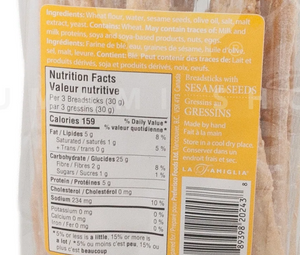 Ingredients: Wheat flour, water, sesame seeds, olive oil, salt, malt
extract, yeast. Contains: Wheat. May contain traces of: Milk and
milk proteins, soya and soya based products, nuts, eggs.
Ingrédients: Farine de blé, eau, graines de sésame, huile d'olive,
sel, malt, levure. Contient: Blé. Peut contenir des traces de: Lait et
produits dérivés, soja et produits dérivés, noix, oeufs.
Nutrition Facts
Valeur nutritive
Per 3 Breadsticks (30 g)
par 3 gressins (30 g)
Calories 159
% Daily Value*
% valeur quotidienne*
Fat / Lipides 5 g 8 %
Saturated / saturés 1 g
+ Trans / trans 0 g 5 %
Carbohydrate / Glucides 25 g
Fibre / Fibres 2 g 8 %
Sugars / Sucres 1 g 1 %
Protein / Protéines 5 g
Cholesterol / Cholestérol 0 mg
Sodium 234 mg 10 %
Potassium 0 mg 0 %
Calcium 0 mg 0 %
Iron / Fer 0 mg 0 %
*5% or less is a little, 15% or more is
a lot / *5% ou moins c'est peu, 15% ou
plus c'est beaucoup
Breadsticks with
SESAME SEEDS
Gressins
GRESSINS
Made by hand
Fait à la main
Store in a cool dry place.
Conserver dans un
endroit frais et sec.
LA FAMIGLIA
89398 20243 8